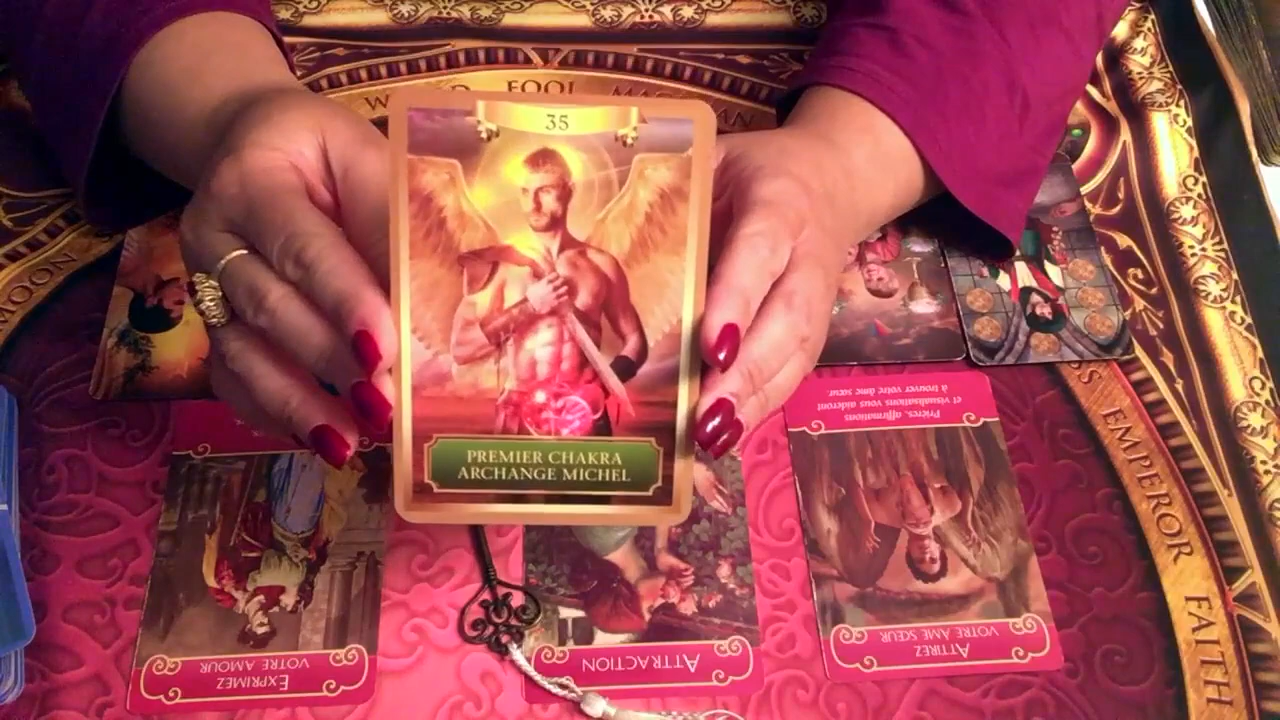 FOOL
35
MOON
PREMIER CHAKRA
ARCHANGE MICHEL
Prières, affirmations
et visualisations vous aideront
à trouver votre âme sœur
EMPEROR
FAITH
EXPRIMEZ
VOTRE AMOUR
ATTRACTION
ATTIREZ
VOTRE ÂME SŒUR